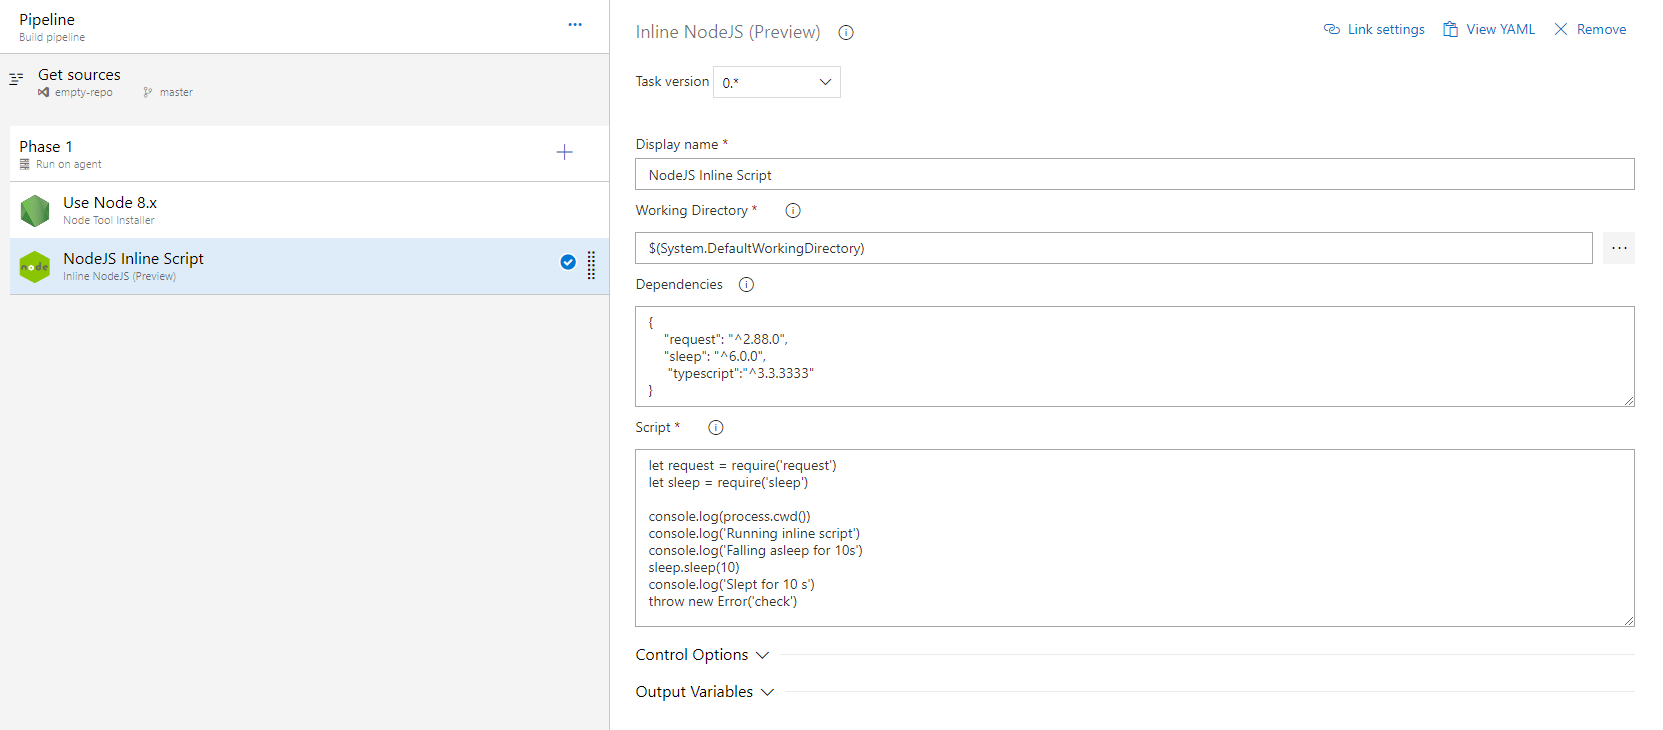 Pipeline
Build pipeline
...
Get sources
empty-repo master
Phase 1
Run on agent
Use Node 8.x
Node Tool Installer
node
NodeJS Inline Script
Inline NodeJS (Preview)
Inline NodeJS (Preview)
Link settings View YAML Remove
Task version 0.*
Display name *
NodeJS Inline Script
Working Directory *
$(System.DefaultWorkingDirectory)
...
Dependencies
{
"request": "^2.88.0",
"sleep": "^6.0.0",
"typescript":"^3.3.3333"
}
Script *
let request = require('request')
let sleep = require('sleep')
console.log(process.cwd())
console.log('Running inline script')
console.log('Falling asleep for 10s')
sleep.sleep(10)
console.log('Slept for 10 s')
throw new Error('check')
Control Options
Output Variables